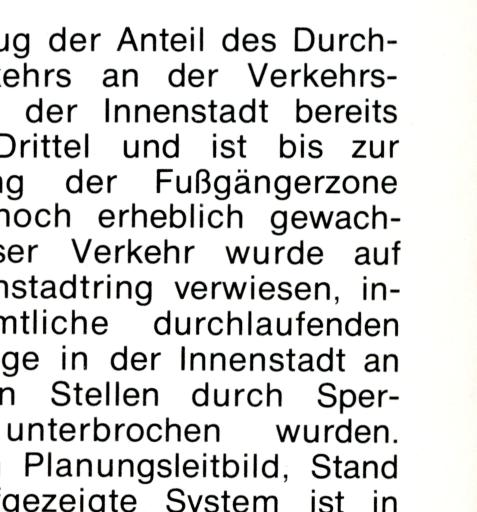 ug der Anteil des Durch-
kehrs an der Verkehrs-
der Innenstadt bereits
Drittel und ist bis zur
ng der Fußgängerzone
noch erheblich gewach-
ser Verkehr wurde auf
nstadtring verwiesen, in-
mtliche durchlaufenden
ge in der Innenstadt an
n Stellen durch Sper-
unterbrochen wurden.
Planungsleitbild, Stand
fgezeigte System ist in